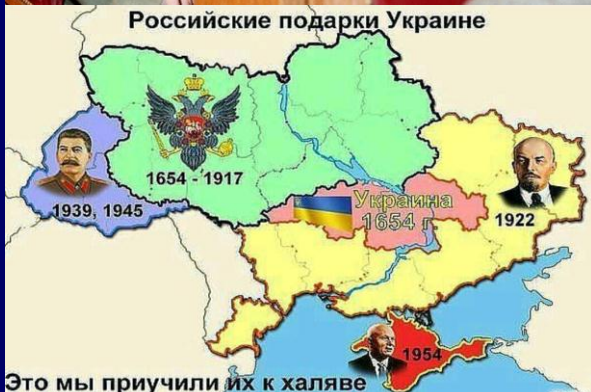 Российские подарки Украине
1654 - 1917
1939, 1945
Украина
1654 г
1922
1954
Это мы приучили их к халяве